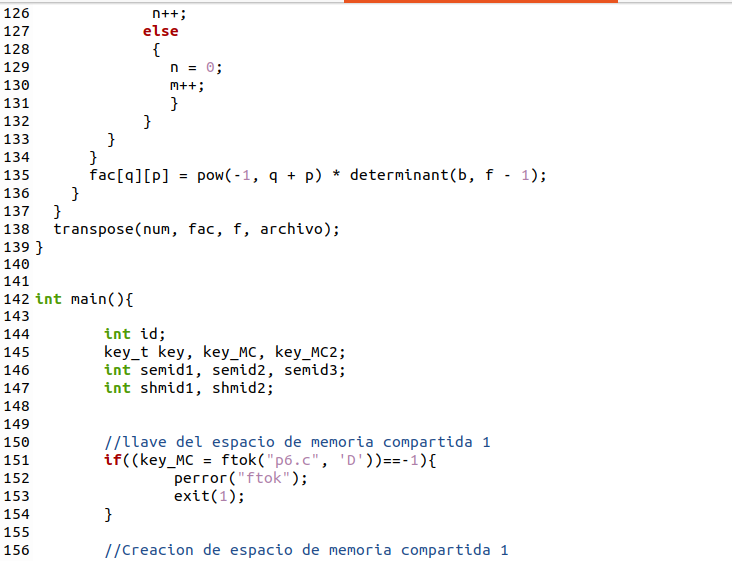 126              n++;
127             else
128              {
129                n = 0;
130                m++;
131                }
132             }
133         }
134       }
135       fac[q][p] = pow(-1, q + p) * determinant(b, f - 1);
136     }
137   }
138   transpose(num, fac, f, archivo);
139 }
140
141
142 int main(){
143
144         int id;
145         key_t key, key_MC, key_MC2;
146         int semid1, semid2, semid3;
147         int shmid1, shmid2;
148
149
150         //llave del espacio de memoria compartida 1
151         if((key_MC = ftok("p6.c", 'D'))==-1){
152                 perror("ftok");
153                 exit(1);
154         }
155
156         //Creacion de espacio de memoria compartida 1